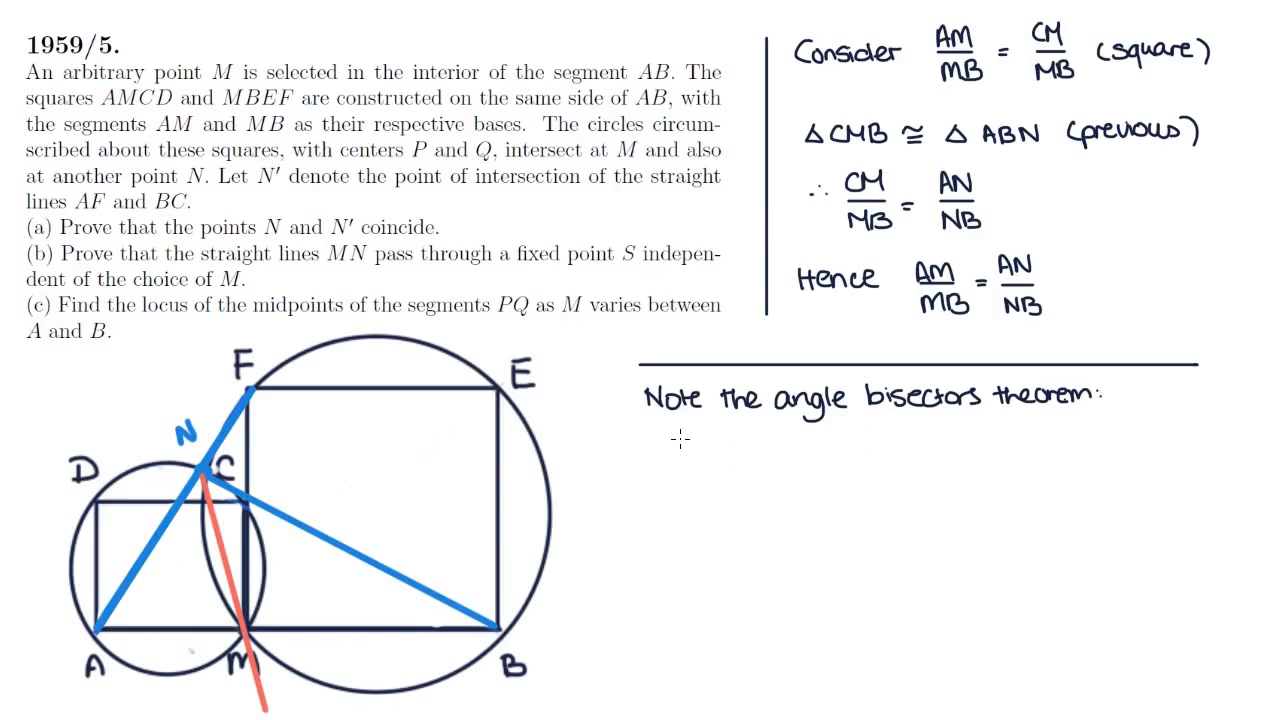 1959/5.
An arbitrary point M is selected in the interior of the segment AB. The
squares AMCD and MBEF are constructed on the same side of AB, with
the segments AM and MB as their respective bases. The circles circum-
scribed about these squares, with centers P and Q, intersect at M and also
at another point N. Let N′ denote the point of intersection of the straight
lines AF and BC.
(a) Prove that the points N and N′ coincide.
(b) Prove that the straight lines MN pass through a fixed point S indepen-
dent of the choice of M.
(c) Find the locus of the midpoints of the segments PQ as M varies between
A and B.
Consider AM/MB = CM/MB (square)
△CMB ≅ △ABN (previous)
∴ CM/MB = AN/NB
Hence AM/MB = AN/NB
Note the angle bisectors theorem:
F
E
N
D
C
A
M
B